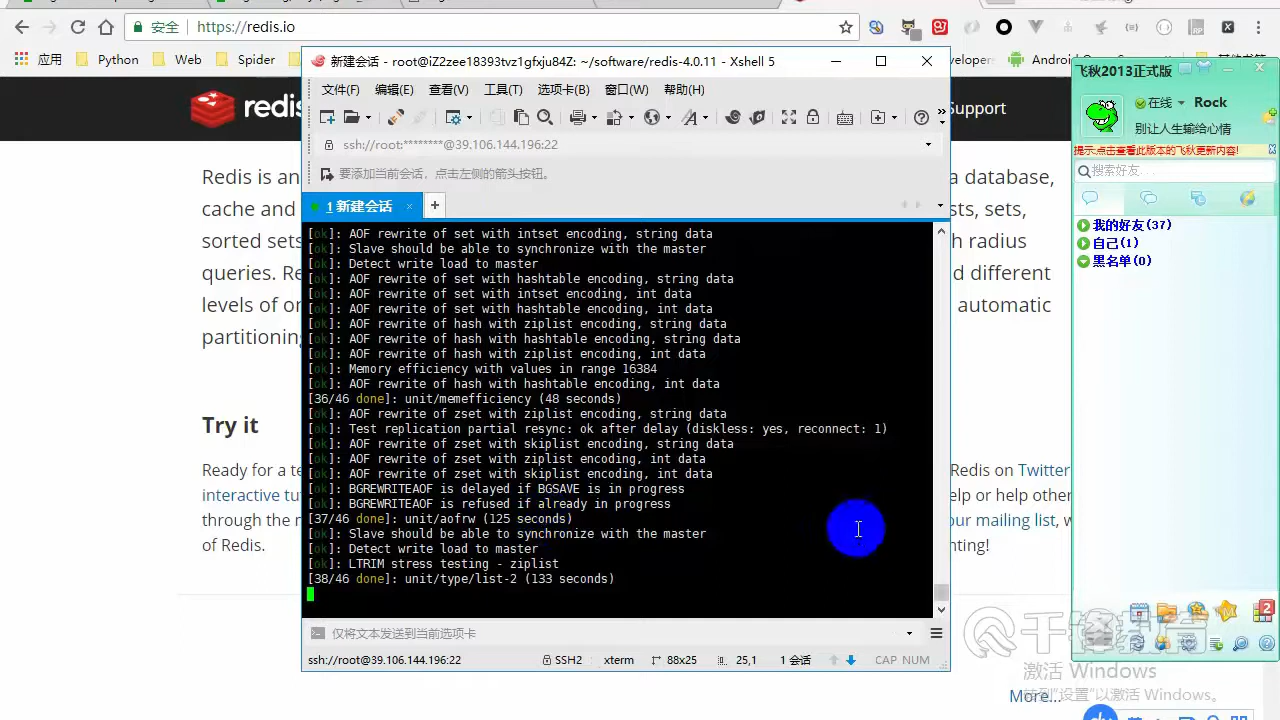 安全 https://redis.io
应用 Python Web Spider
redis
Support
Redis is an
a database,
cache and
sts, sets,
sorted sets
h radius
queries. Re
d different
levels of
automatic
partitioning
Try it
Ready for a te
Redis on Twitter
interactive tu
elp or help other
through the
our mailing list, w
of Redis.
nting!
More...
新建会话 - root@iZ2zee18395tvz1gfxju84Z: ~/software/redis-4.0.11 - Xshell 5
文件(F) 编辑(E) 查看(V) 工具(T) 选项卡(B) 窗口(W) 帮助(H)
ssh://root:********@39.106.144.196:22
要添加当前会话，点击左侧的箭头按钮。
1 新建会话
[ok]: AOF rewrite of set with intset encoding, string data
[ok]: Slave should be able to synchronize with the master
[ok]: Detect write load to master
[ok]: AOF rewrite of set with hashtable encoding, string data
[ok]: AOF rewrite of set with intset encoding, int data
[ok]: AOF rewrite of set with hashtable encoding, int data
[ok]: AOF rewrite of hash with ziplist encoding, string data
[ok]: AOF rewrite of hash with hashtable encoding, string data
[ok]: AOF rewrite of hash with ziplist encoding, int data
[ok]: Memory efficiency with values in range 16384
[ok]: AOF rewrite of hash with hashtable encoding, int data
[36/46 done]: unit/memefficiency (48 seconds)
[ok]: AOF rewrite of zset with ziplist encoding, string data
[ok]: Test replication partial resync: ok after delay (diskless: yes, reconnect: 1)
[ok]: AOF rewrite of zset with skiplist encoding, string data
[ok]: AOF rewrite of zset with ziplist encoding, int data
[ok]: AOF rewrite of zset with skiplist encoding, int data
[ok]: BGREWRITEAOF is delayed if BGSAVE is in progress
[ok]: BGREWRITEAOF is refused if already in progress
[37/46 done]: unit/aofrw (125 seconds)
[ok]: Slave should be able to synchronize with the master
[ok]: Detect write load to master
[ok]: LTRIM stress testing - ziplist
[38/46 done]: unit/type/list-2 (133 seconds)
仅将文本发送到当前选项卡
ssh://root@39.106.144.196:22 SSH2 xterm 88x25 25,1 1 会话 CAP NUM
飞秋2013正式版
在线 Rock
别让人生输给心情
提示:点击查看此版本的飞秋更新内容!
搜索好友...
我的好友(37)
自己(1)
黑名单(0)
2
千锋教育
激活 Windows
转到"设置"以激活 Windows。